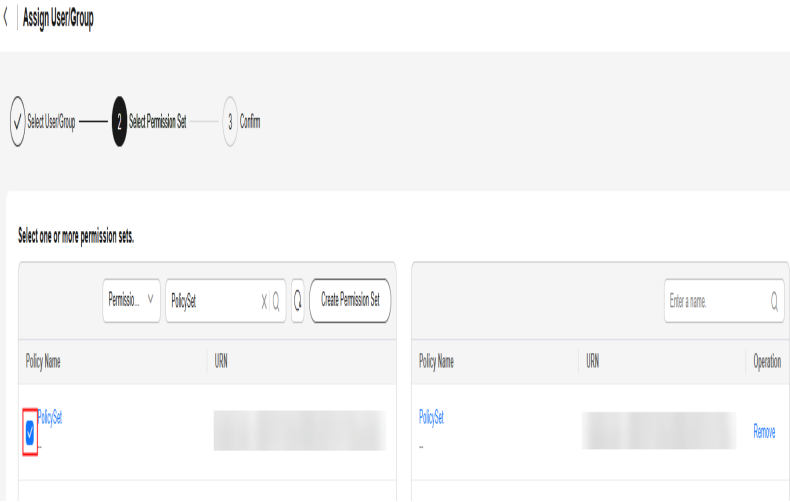 Assign User/Group
Select User/Group 2 Select Permission Set 3 Confirm
Select one or more permission sets.
Permissio... PolicySet Create Permission Set Enter a name.
Policy Name URN Policy Name URN Operation
PolicySet PolicySet
Remove
-- --